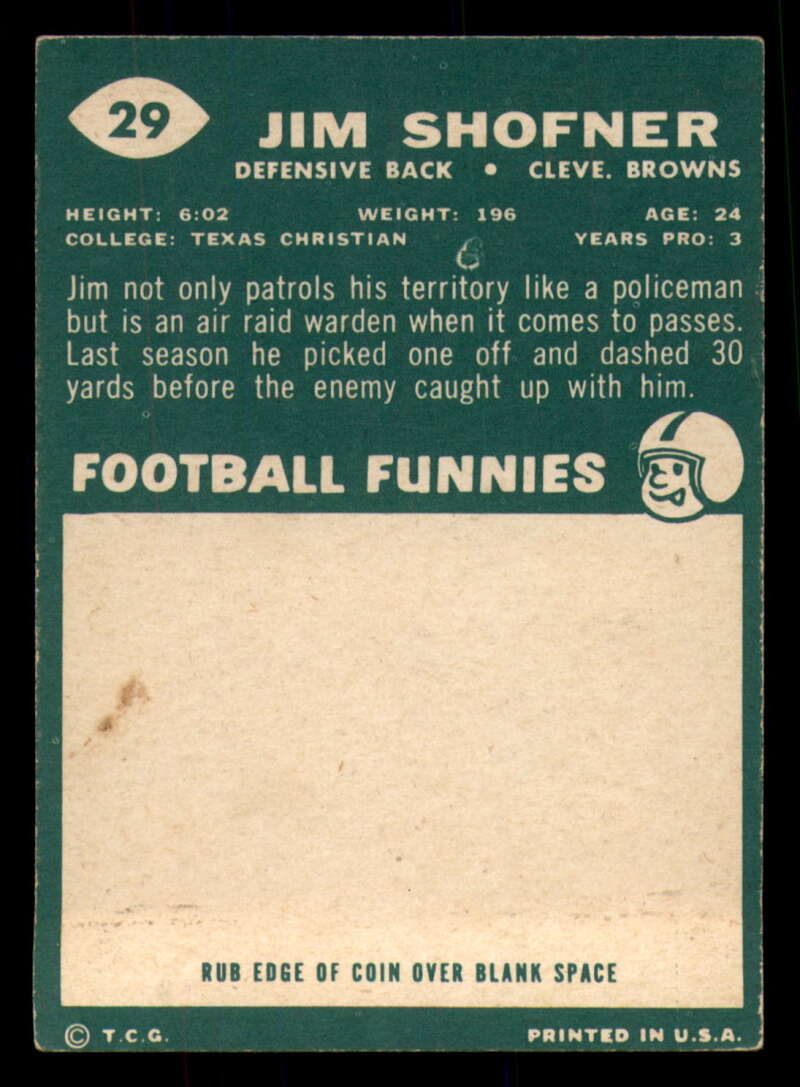 29
JIM SHOFNER
DEFENSIVE BACK • CLEVE. BROWNS
HEIGHT: 6:02 WEIGHT: 196 AGE: 24
COLLEGE: TEXAS CHRISTIAN YEARS PRO: 3
Jim not only patrols his territory like a policeman
but is an air raid warden when it comes to passes.
Last season he picked one off and dashed 30
yards before the enemy caught up with him.
FOOTBALL FUNNIES
RUB EDGE OF COIN OVER BLANK SPACE
© T.C.G. PRINTED IN U.S.A.